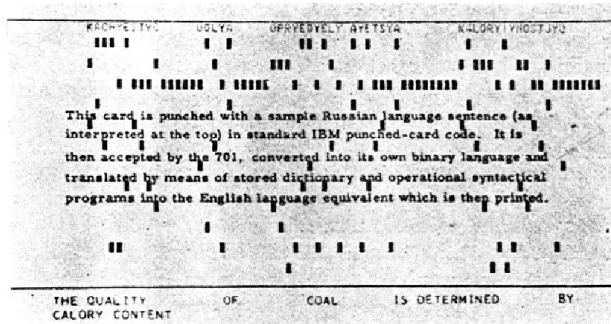 KACHYESTVO UGLYA OPRYEDYELYAYETSYA KALORYIYNOSTJYU
This card is punched with a sample Russian language sentence (as
interpreted at the top) in standard IBM punched-card code. It is
then accepted by the 701, converted into its own binary language and
translated by means of stored dictionary and operational syntactical
programs into the English language equivalent which is then printed.
THE QUALITY OF COAL IS DETERMINED BY
CALORY CONTENT